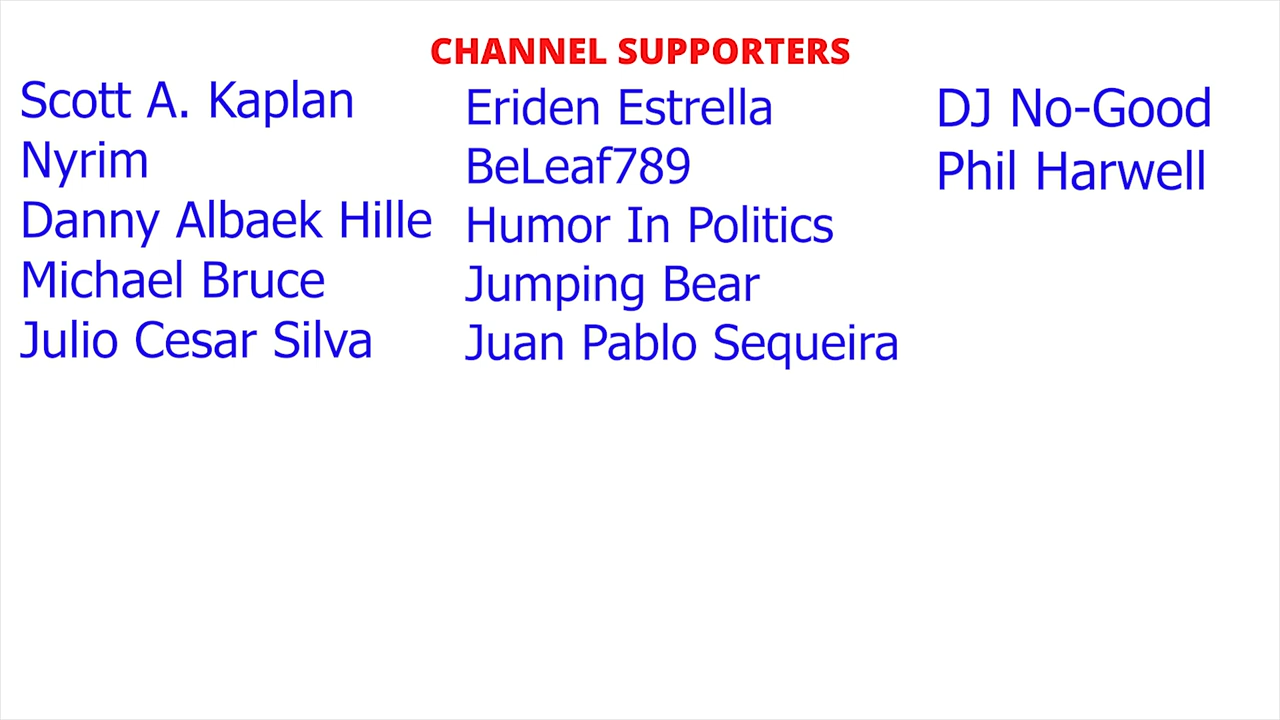 CHANNEL SUPPORTERS
Scott A. Kaplan
Nyrim
Danny Albaek Hille
Michael Bruce
Julio Cesar Silva
Eriden Estrella
BeLeaf789
Humor In Politics
Jumping Bear
Juan Pablo Sequeira
DJ No-Good
Phil Harwell